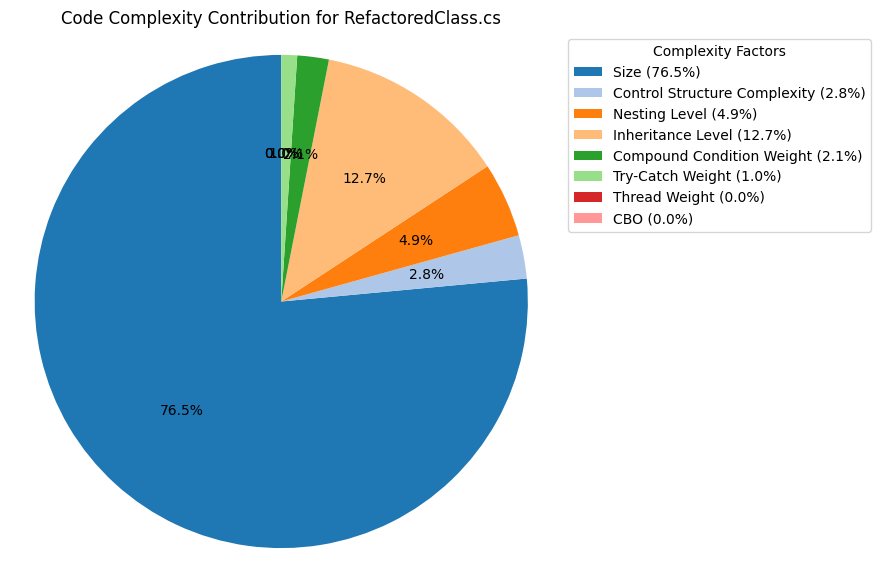 Code Complexity Contribution for RefactoredClass.cs
Complexity Factors
Size (76.5%)
Control Structure Complexity (2.8%)
Nesting Level (4.9%)
Inheritance Level (12.7%)
Compound Condition Weight (2.1%)
Try-Catch Weight (1.0%)
Thread Weight (0.0%)
CBO (0.0%)
2.1%
12.7%
4.9%
2.8%
76.5%